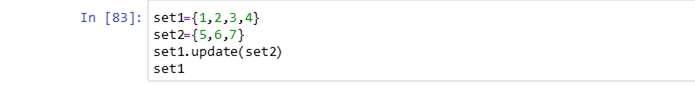 In [83]: set1={1,2,3,4}
set2={5,6,7}
set1.update(set2)
set1